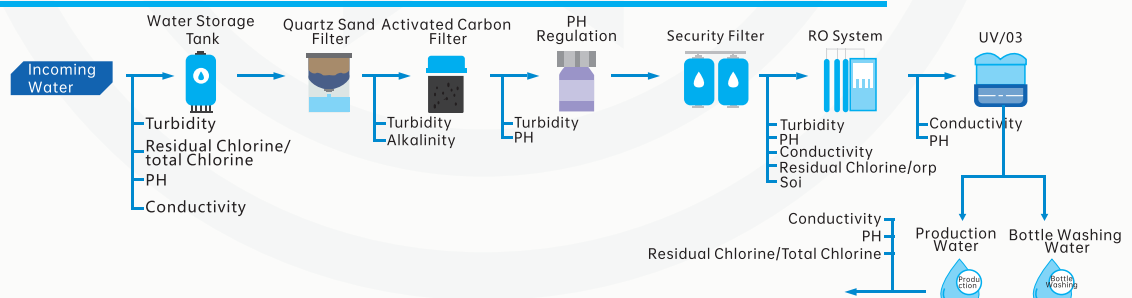 Water Storage
Tank
Quartz Sand
Filter
Activated Carbon
Filter
PH
Regulation
Security Filter
RO System
UV/03
Incoming
Water
Turbidity
Residual Chlorine/
total Chlorine
PH
Conductivity
Turbidity
Alkalinity
Turbidity
PH
Turbidity
PH
Conductivity
Residual Chlorine/orp
Soi
Conductivity
PH
Conductivity
PH
Residual Chlorine/Total Chlorine
Production
Water
Bottle Washing
Water
Produ
ction
Bottle
Washing